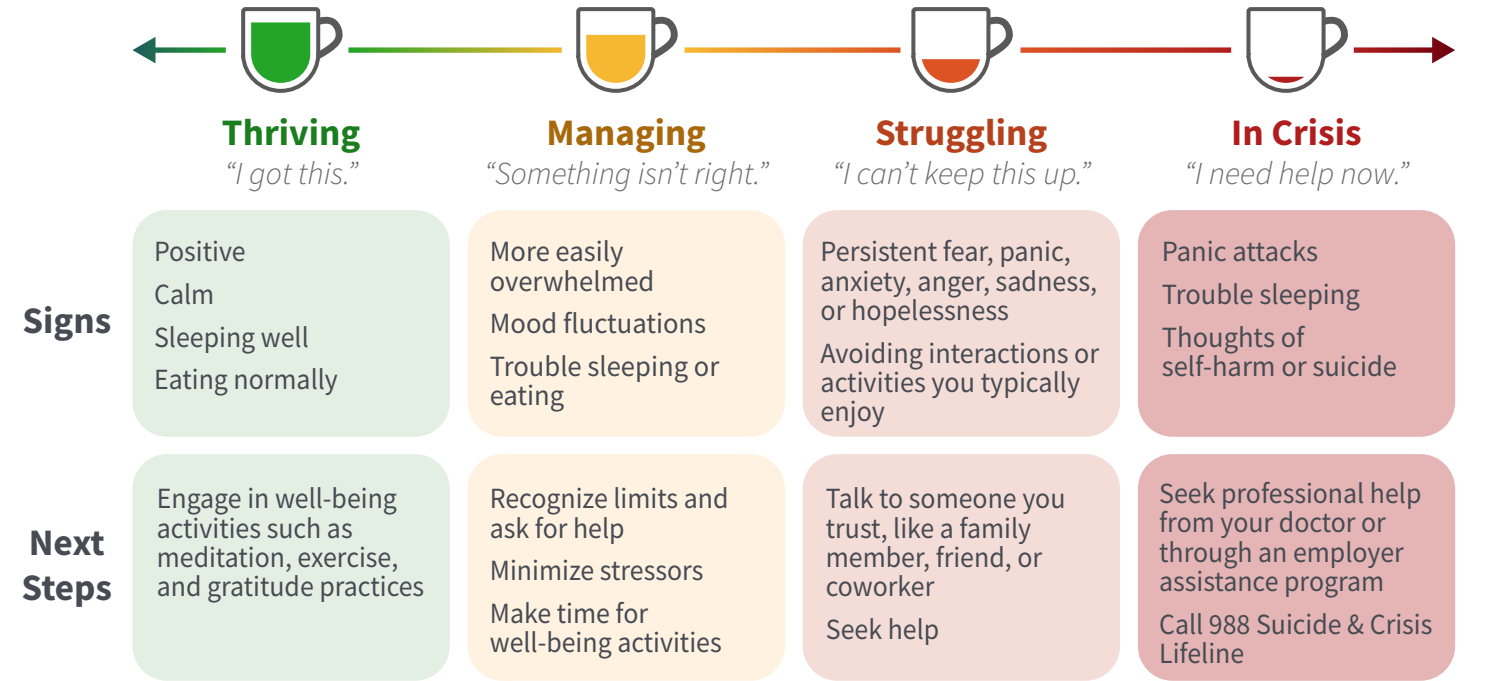 Thriving
“I got this.”
Managing
“Something isn’t right.”
Struggling
“I can’t keep this up.”
In Crisis
“I need help now.”
Signs
Positive
Calm
Sleeping well
Eating normally
More easily
overwhelmed
Mood fluctuations
Trouble sleeping or
eating
Persistent fear, panic,
anxiety, anger, sadness,
or hopelessness
Avoiding interactions or
activities you typically
enjoy
Panic attacks
Trouble sleeping
Thoughts of
self-harm or suicide
Next
Steps
Engage in well-being
activities such as
meditation, exercise,
and gratitude practices
Recognize limits and
ask for help
Minimize stressors
Make time for
well-being activities
Talk to someone you
trust, like a family
member, friend, or
coworker
Seek help
Seek professional help
from your doctor or
through an employer
assistance program
Call 988 Suicide & Crisis
Lifeline